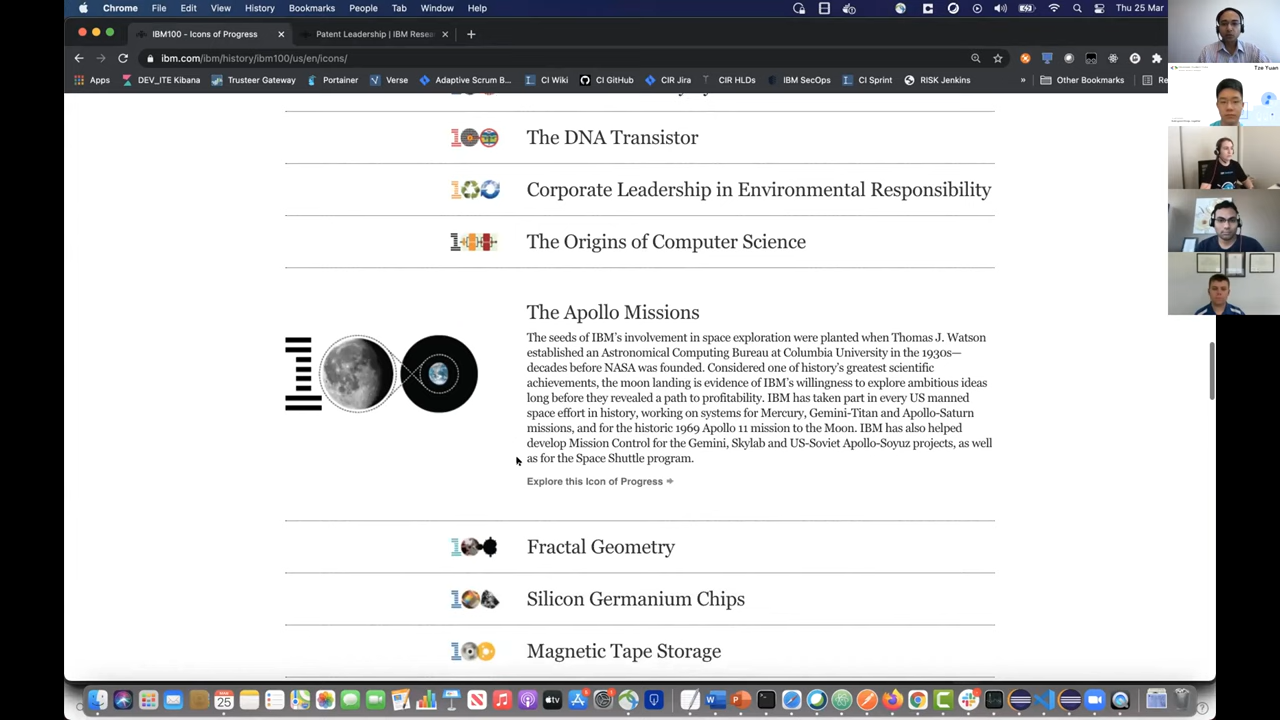 Chrome File Edit View History Bookmarks People Tab Window Help Thu 25 Mar
IBM100 - Icons of Progress
Patent Leadership | IBM Resea
ibm.com/ibm/history/ibm100/us/en/icons/
Apps DEV_ITE Kibana Trusteer Gateway Portainer Verse Adaptive CI GitHub CI Jira CIR HUB IBM Security CI Sprint CI Sessions » Other Bookmarks
Tze Yuan
The DNA Transistor
Corporate Leadership in Environmental Responsibility
The Origins of Computer Science
The Apollo Missions
The seeds of IBM’s involvement in space exploration were planted when Thomas J. Watson
established an Astronomical Computing Bureau at Columbia University in the 1930s—
decades before NASA was founded. Considered one of history’s greatest scientific
achievements, the moon landing is evidence of IBM’s willingness to explore ambitious ideas
long before they revealed a path to profitability. IBM has taken part in every US manned
space effort in history, working on systems for Mercury, Gemini-Titan and Apollo-Saturn
missions, and for the historic 1969 Apollo 11 mission to the Moon. IBM has also helped
develop Mission Control for the Gemini, Skylab and US-Soviet Apollo-Soyuz projects, as well
as for the Space Shuttle program.
Explore this Icon of Progress
Fractal Geometry
Silicon Germanium Chips
Magnetic Tape Storage